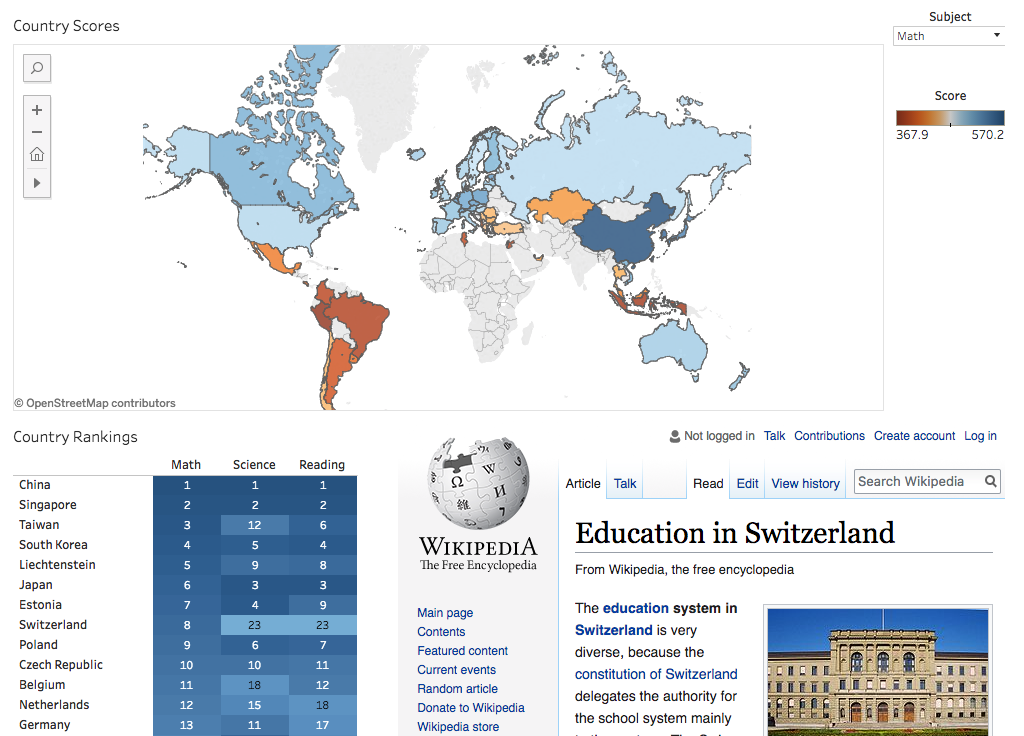 Country Scores
Subject
Math
Score
367.9 570.2
© OpenStreetMap contributors
Country Rankings
Math Science Reading
China 1 1 1
Singapore 2 2 2
Taiwan 3 12 6
South Korea 4 5 4
Liechtenstein 5 9 8
Japan 6 3 3
Estonia 7 4 9
Switzerland 8 23 23
Poland 9 6 7
Czech Republic 10 10 11
Belgium 11 18 12
Netherlands 12 15 18
Germany 13 11 17
Ω W И 維 7
WIKIPEDIA
The Free Encyclopedia
Main page
Contents
Featured content
Current events
Random article
Donate to Wikipedia
Wikipedia store
Not logged in Talk Contributions Create account Log in
Article Talk Read Edit View history Search Wikipedia
Education in Switzerland
From Wikipedia, the free encyclopedia
The education system in
Switzerland is very
diverse, because the
constitution of Switzerland
delegates the authority for
the school system mainly